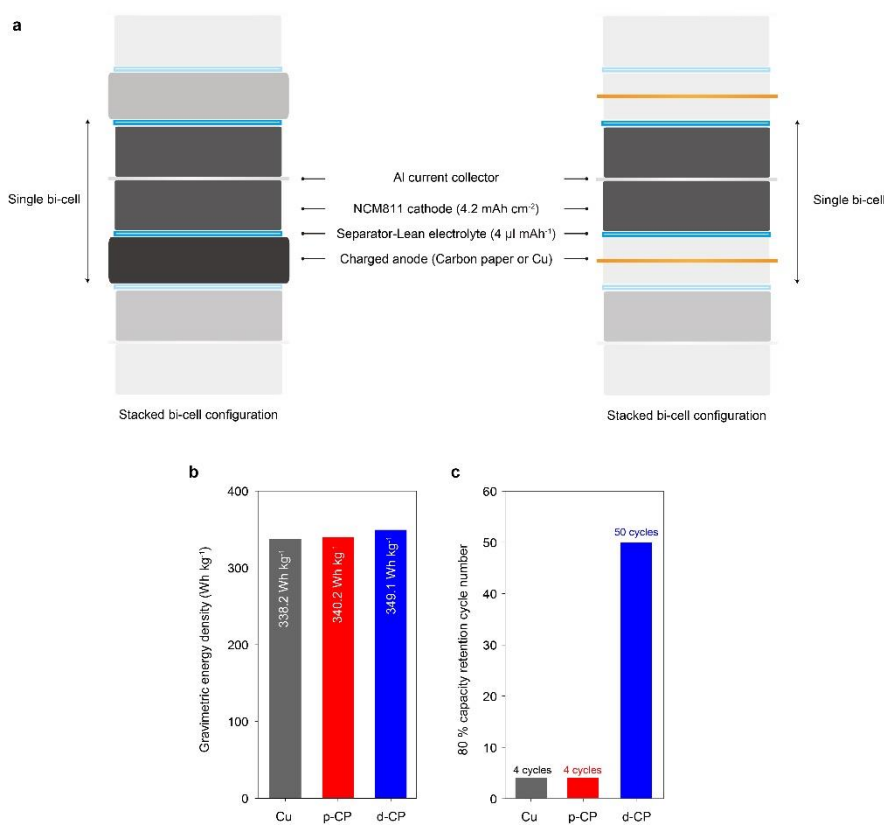 a
Single bi-cell
Al current collector
NCM811 cathode (4.2 mAh cm⁻²)
Separator-Lean electrolyte (4 µl mAh⁻¹)
Charged anode (Carbon paper or Cu)
Single bi-cell
Stacked bi-cell configuration
Stacked bi-cell configuration
b
Gravimetric energy density (Wh kg⁻¹)
400
300
200
100
0
338.2 Wh kg⁻¹
340.2 Wh kg⁻¹
349.1 Wh kg⁻¹
Cu
p-CP
d-CP
c
80 % capacity retention cycle number
60
50
40
30
20
10
0
4 cycles
4 cycles
50 cycles
Cu
p-CP
d-CP